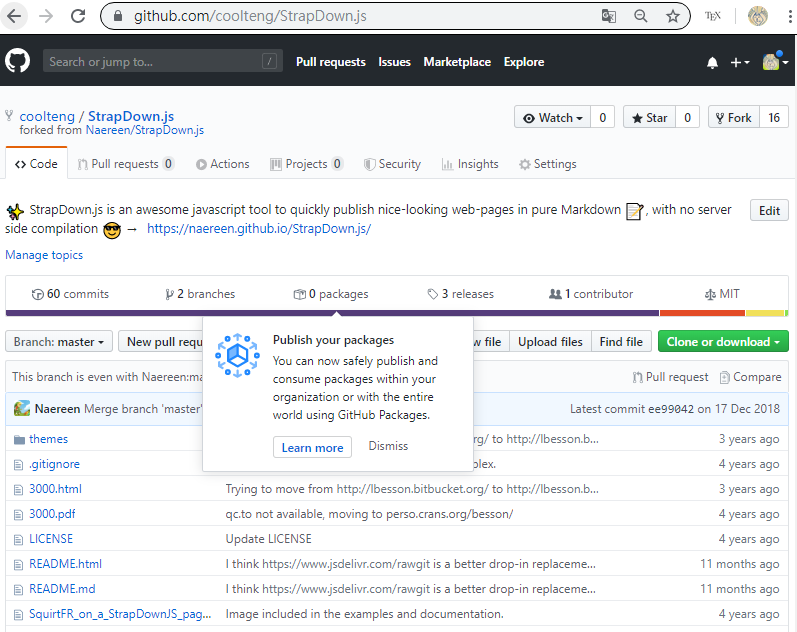 github.com/coolteng/StrapDown.js
TEX
Search or jump to...
/
Pull requests Issues Marketplace Explore
coolteng / StrapDown.js
forked from Naereen/StrapDown.js
Watch 0 Star 0 Fork 16
Code Pull requests 0 Actions Projects 0 Security Insights Settings
StrapDown.js is an awesome javascript tool to quickly publish nice-looking web-pages in pure Markdown 📝, with no server
side compilation 😎 → https://naereen.github.io/StrapDown.js/
Edit
Manage topics
60 commits 2 branches 0 packages 3 releases 1 contributor MIT
Branch: master New pull requ w file Upload files Find file Clone or download
Publish your packages
You can now safely publish and
consume packages within your
organization or with the entire
world using GitHub Packages.
Learn more Dismiss
This branch is even with Naereen:ma Pull request Compare
Naereen Merge branch 'master' Latest commit ee99042 on 17 Dec 2018
themes rg/ to http://lbesson.b... 3 years ago
.gitignore plex. 4 years ago
3000.html Trying to move from http://lbesson.bitbucket.org/ to http://lbesson.b... 3 years ago
3000.pdf qc.to not available, moving to perso.crans.org/besson/ 4 years ago
LICENSE Update LICENSE 4 years ago
README.html I think https://www.jsdelivr.com/rawgit is a better drop-in replaceme... 11 months ago
README.md I think https://www.jsdelivr.com/rawgit is a better drop-in replaceme... 11 months ago
SquirtFR_on_a_StrapDownJS_pag... Image included in the examples and documentation. 4 years ago